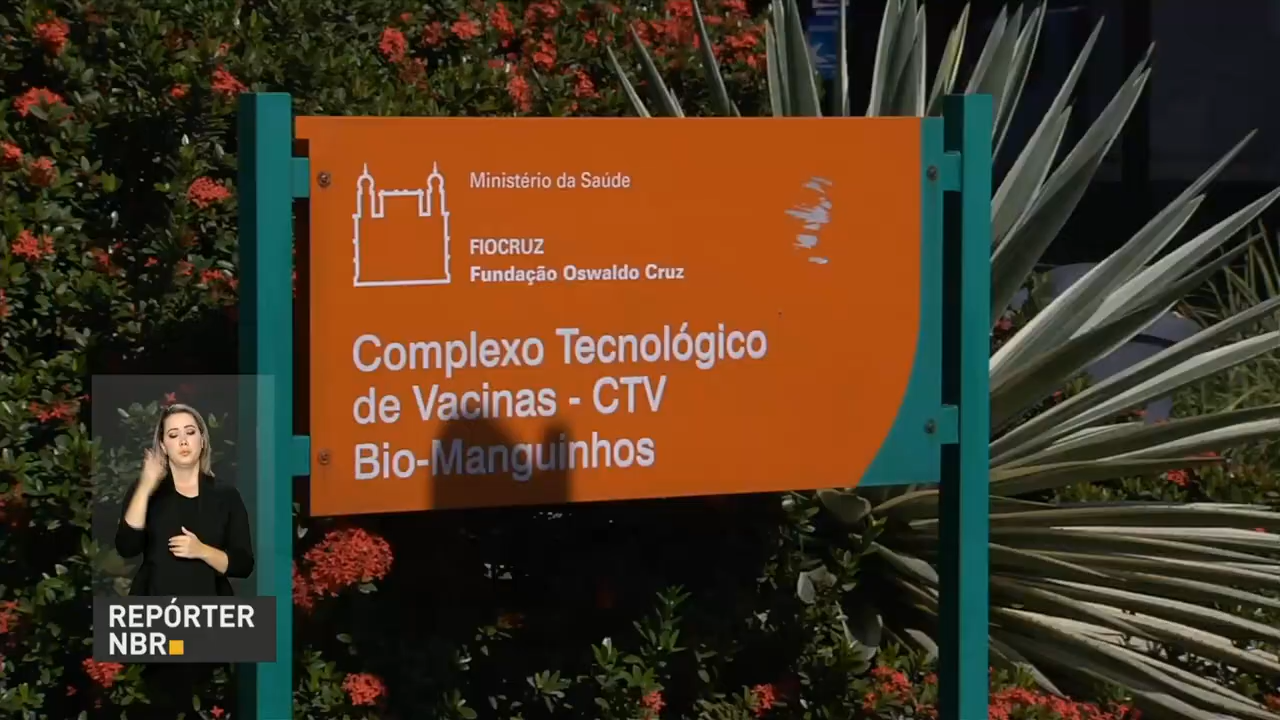 Ministério da Saúde
FIOCRUZ
Fundação Oswaldo Cruz
Complexo Tecnológico
de Vacinas - CTV
Bio-Manguinhos
REPÓRTER
NBR